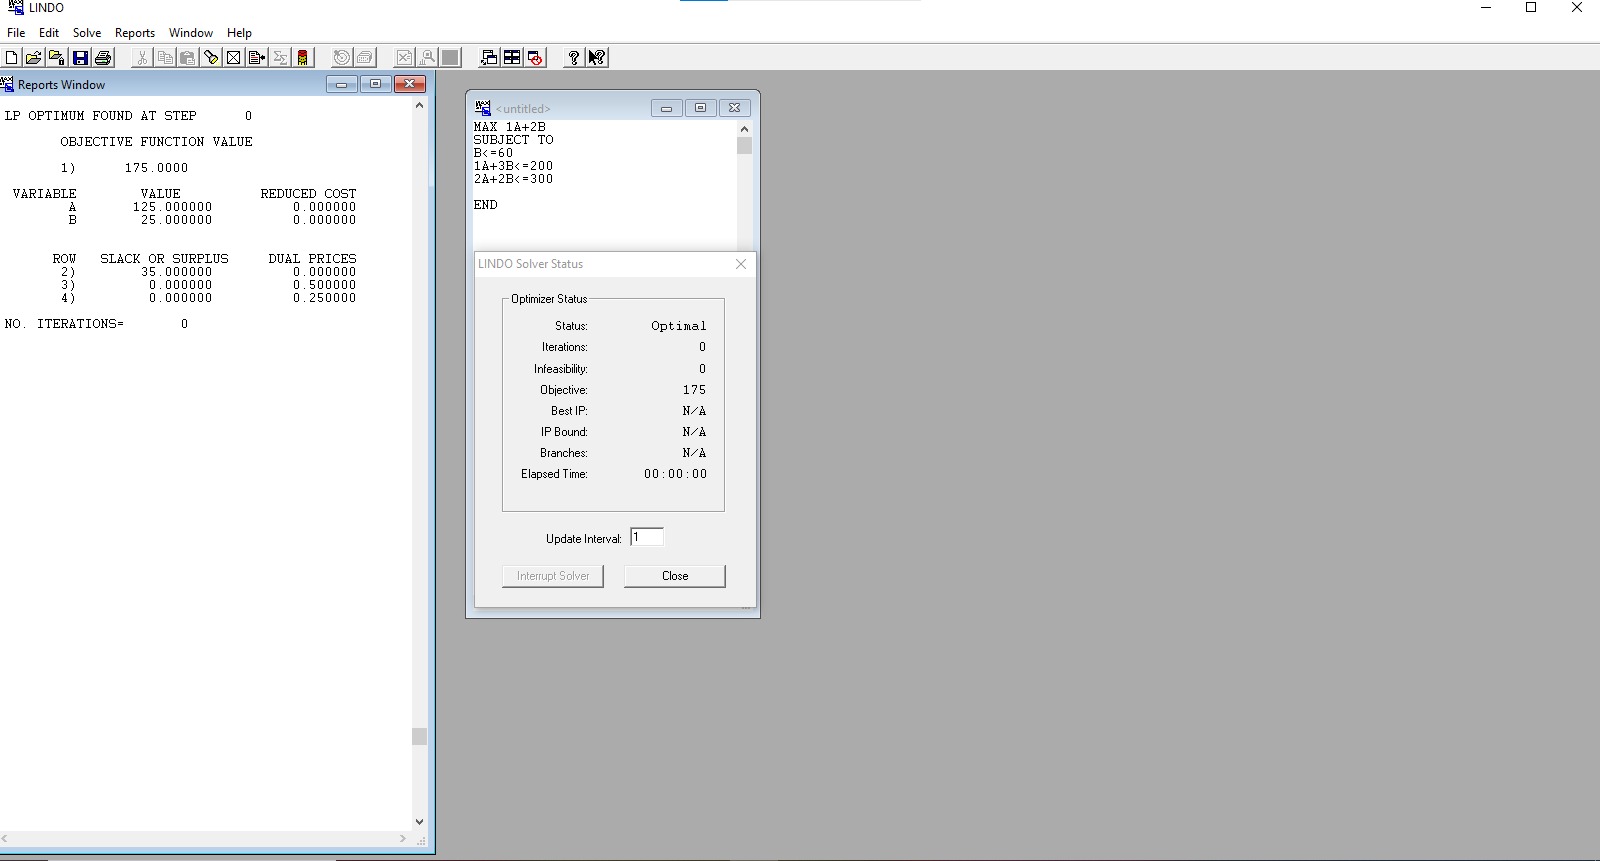 LINDO
File Edit Solve Reports Window Help
Reports Window
LP OPTIMUM FOUND AT STEP 0
OBJECTIVE FUNCTION VALUE
1) 175.0000
VARIABLE VALUE REDUCED COST
A 125.000000 0.000000
B 25.000000 0.000000
ROW SLACK OR SURPLUS DUAL PRICES
2) 35.000000 0.000000
3) 0.000000 0.500000
4) 0.000000 0.250000
NO. ITERATIONS= 0
<untitled>
MAX 1A+2B
SUBJECT TO
B<=60
1A+3B<=200
2A+2B<=300
END
LINDO Solver Status
Optimizer Status
Status: Optimal
Iterations: 0
Infeasibility: 0
Objective: 175
Best IP: N/A
IP Bound: N/A
Branches: N/A
Elapsed Time: 00:00:00
Update Interval: 1
Interrupt Solver Close